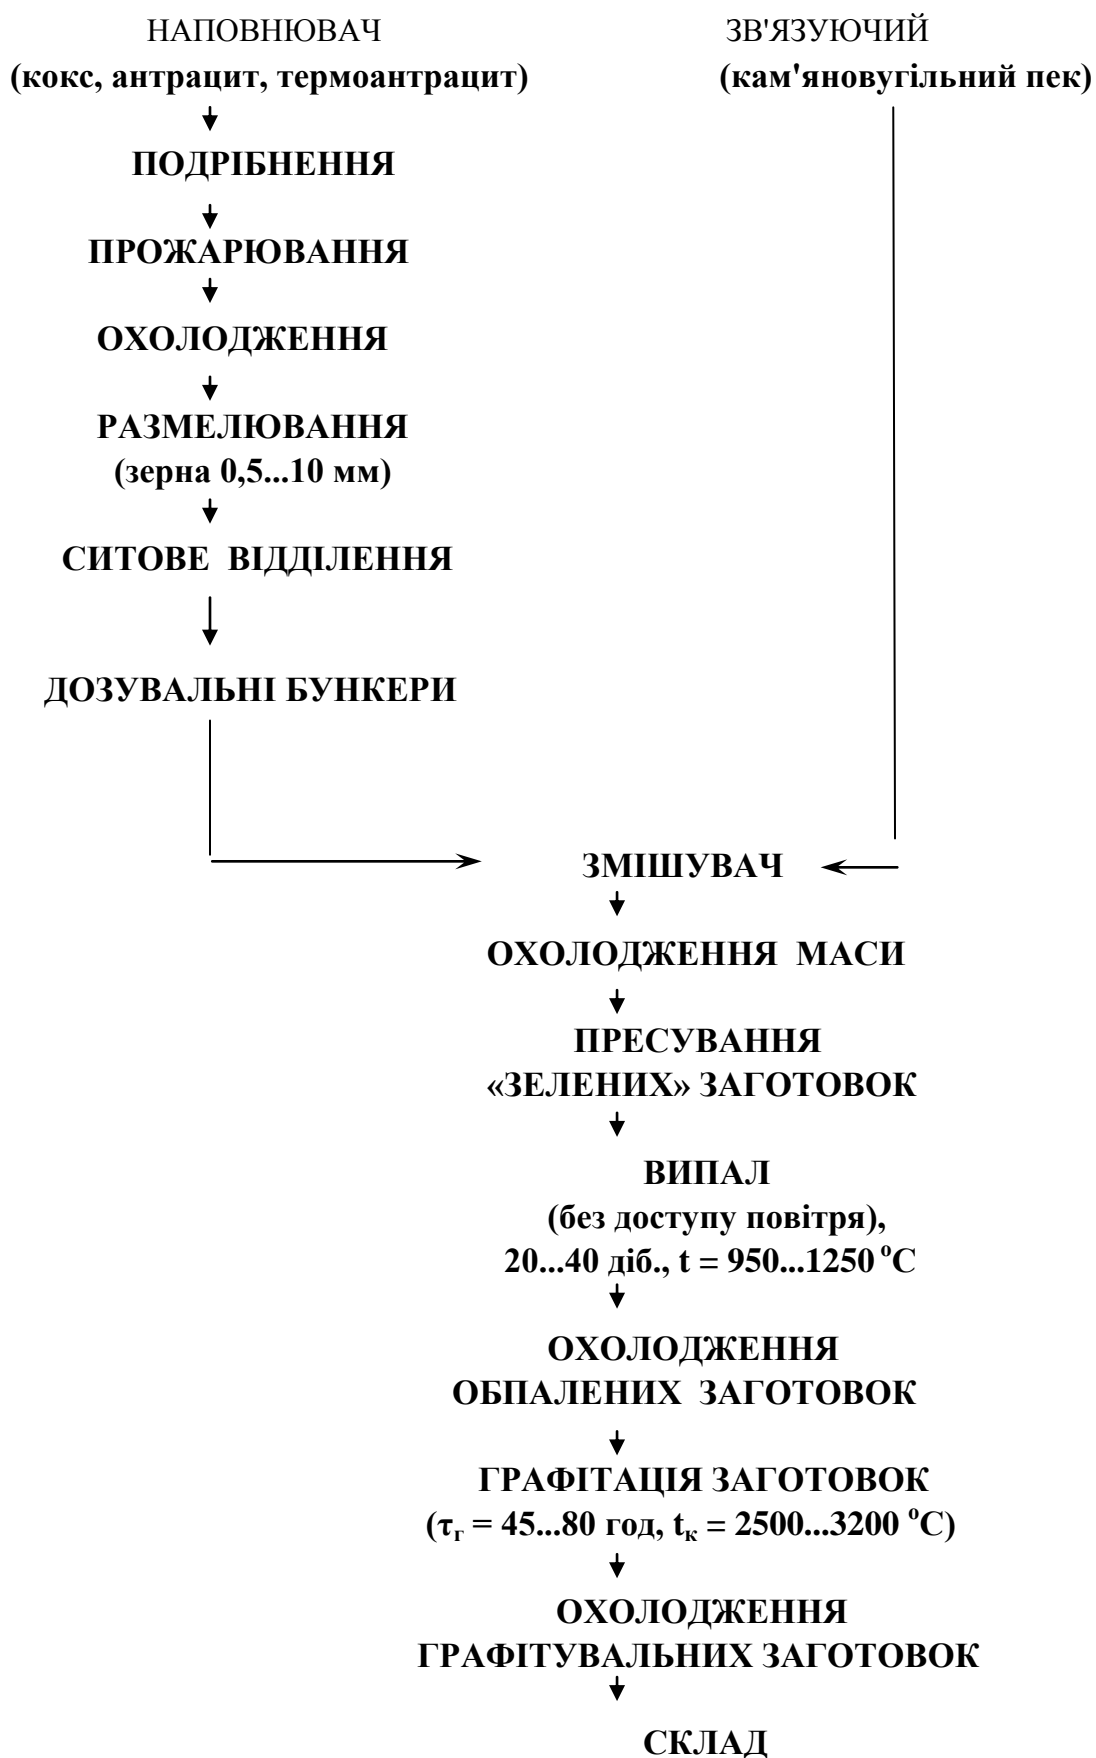 НАПОВНЮВАЧ
(кокс, антрацит, термоантрацит)
ЗВ'ЯЗУЮЧИЙ
(кам'яновугільний пек)
ПОДРІБНЕННЯ
ПРОЖАРЮВАННЯ
ОХОЛОДЖЕННЯ
РАЗМЕЛЮВАННЯ
(зерна 0,5...10 мм)
СИТОВЕ ВІДДІЛЕННЯ
ДОЗУВАЛЬНІ БУНКЕРИ
ЗМІШУВАЧ
ОХОЛОДЖЕННЯ МАСИ
ПРЕСУВАННЯ
«ЗЕЛЕНИХ» ЗАГОТОВОК
ВИПАЛ
(без доступу повітря),
20...40 діб., t = 950...1250 ºС
ОХОЛОДЖЕННЯ
ОБПАЛЕНИХ ЗАГОТОВОК
ГРАФІТАЦІЯ ЗАГОТОВОК
(τг = 45...80 год, tк = 2500...3200 ºС)
ОХОЛОДЖЕННЯ
ГРАФІТУВАЛЬНИХ ЗАГОТОВОК
СКЛАД